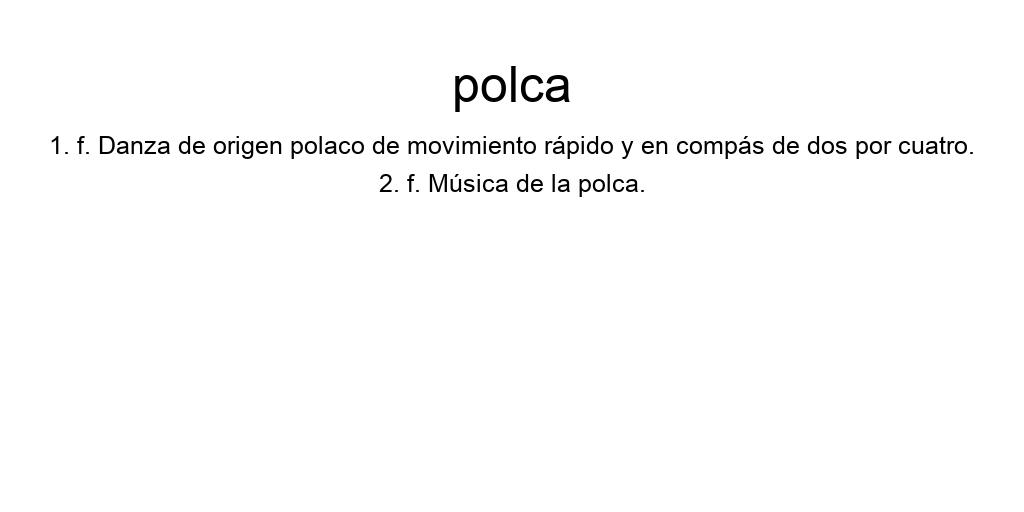 polca
1. f. Danza de origen polaco de movimiento rápido y en compás de dos por cuatro.
2. f. Música de la polca.